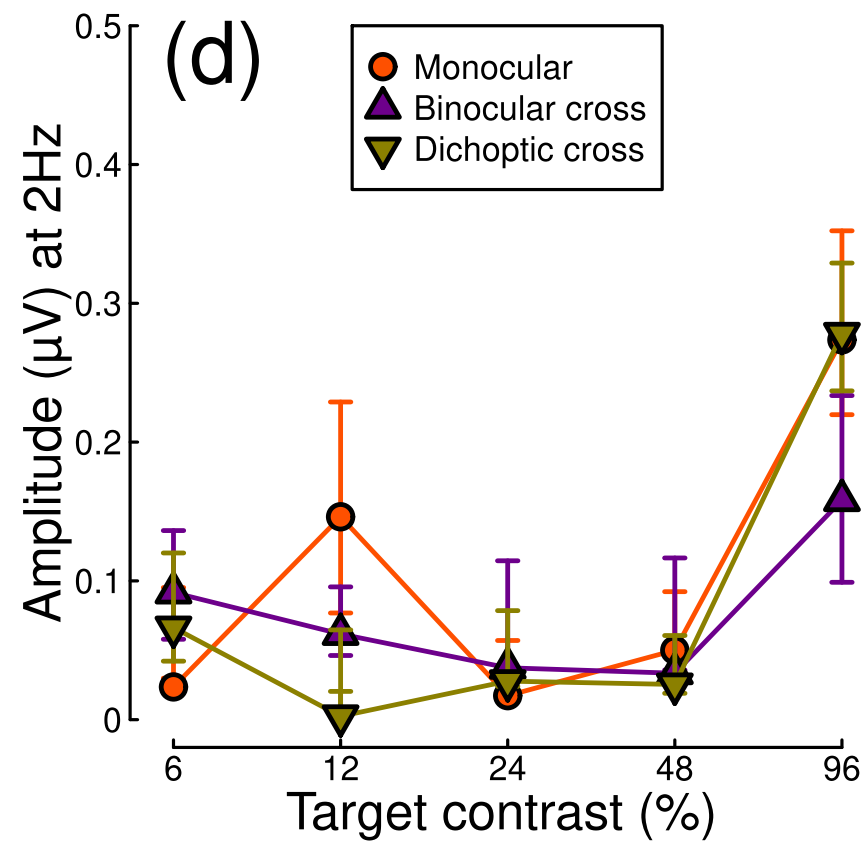 (d)
Monocular
Binocular cross
Dichoptic cross
Amplitude (µV) at 2Hz
0.5
0.4
0.3
0.2
0.1
0
6 12 24 48 96
Target contrast (%)